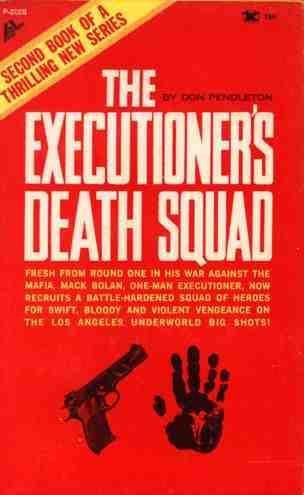 SECOND BOOK OF A
THRILLING NEW SERIES
THE
BY DON PENDLETON
EXECUTIONER'S
DEATH SQUAD
FRESH FROM ROUND ONE IN HIS WAR AGAINST THE
MAFIA, MACK BOLAN, ONE-MAN EXECUTIONER, NOW
RECRUITS A BATTLE-HARDENED SQUAD OF HEROES
FOR SWIFT, BLOODY AND VIOLENT VENGEANCE ON
THE LOS ANGELES UNDERWORLD BIG SHOTS!